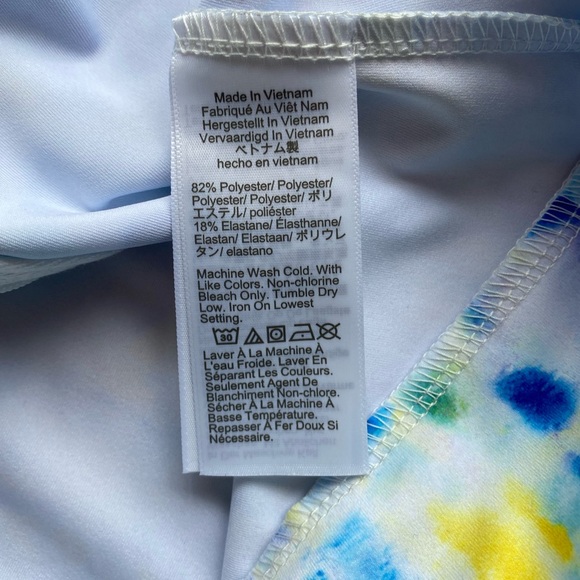 Made In Vietnam
Fabriqué Au Viêt Nam
Hergestellt In Vietnam
Vervaardigd In Vietnam
ベトナム製
hecho en vietnam
82% Polyester/ Polyester/
Polyester/ Polyester/ ポリ
エステル/ poliéster
18% Elastane/ Élasthanne/
Elastan/ Elastaan/ ポリウレ
タン/ elastano
Machine Wash Cold. With
Like Colors. Non-chlorine
Bleach Only. Tumble Dry
Low. Iron On Lowest
Setting.
30
Laver À La Machine À
L'eau Froide. Laver En
Séparant Les Couleurs.
Seulement Agent De
Blanchiment Non-chlore.
Sécher À La Machine À
Basse Température.
Repasser À Fer Doux Si
Nécessaire.